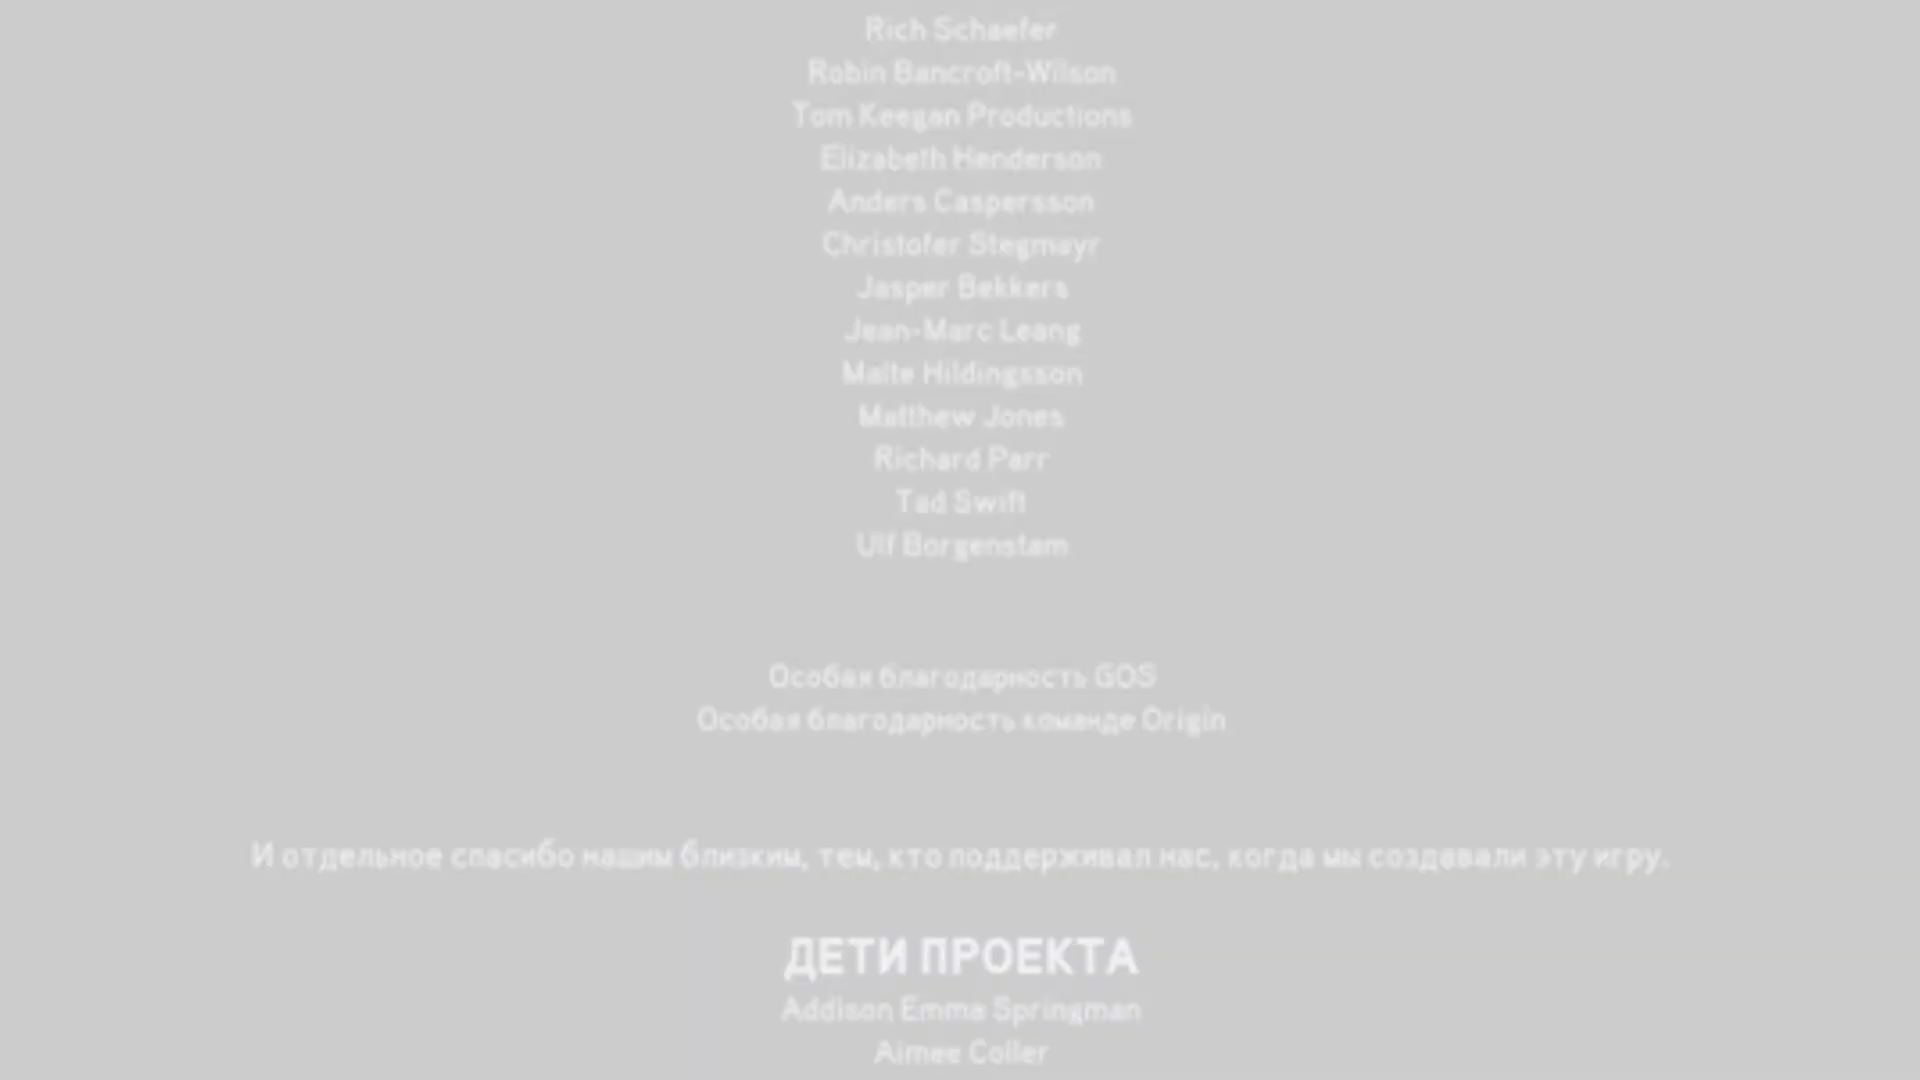 Rich Schaefer
Robin Bancroft-Wilson
Tom Keegan Productions
Elizabeth Henderson
Anders Caspersson
Christofer Stegmayr
Jasper Bekkers
Jean-Marc Leang
Malte Hildingsson
Matthew Jones
Richard Parr
Tad Swift
Ulf Borgenstam
Особая благодарность GOS
Особая благодарность команде Origin
И отдельное спасибо нашим близким, тем, кто поддерживал нас, когда мы создавали эту игру.
ДЕТИ ПРОЕКТА
Addison Emma Springman
Aimee Coller